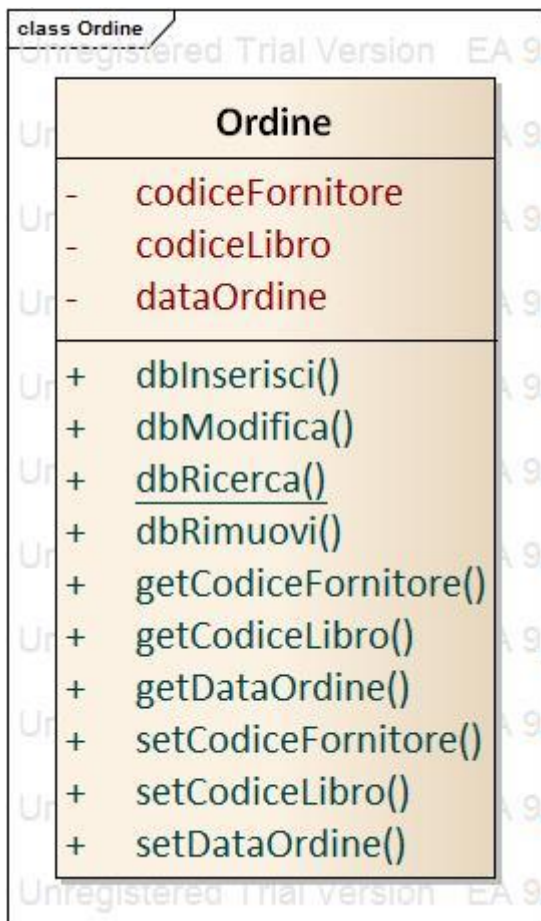 class Ordine
Unregistered Trial Version EA 9
Ordine
- codiceFornitore
- codiceLibro
- dataOrdine
+ dbInserisci()
+ dbModifica()
+ dbRicerca()
+ dbRimuovi()
+ getCodiceFornitore()
+ getCodiceLibro()
+ getDataOrdine()
+ setCodiceFornitore()
+ setCodiceLibro()
+ setDataOrdine()
Unregistered Trial Version EA 9